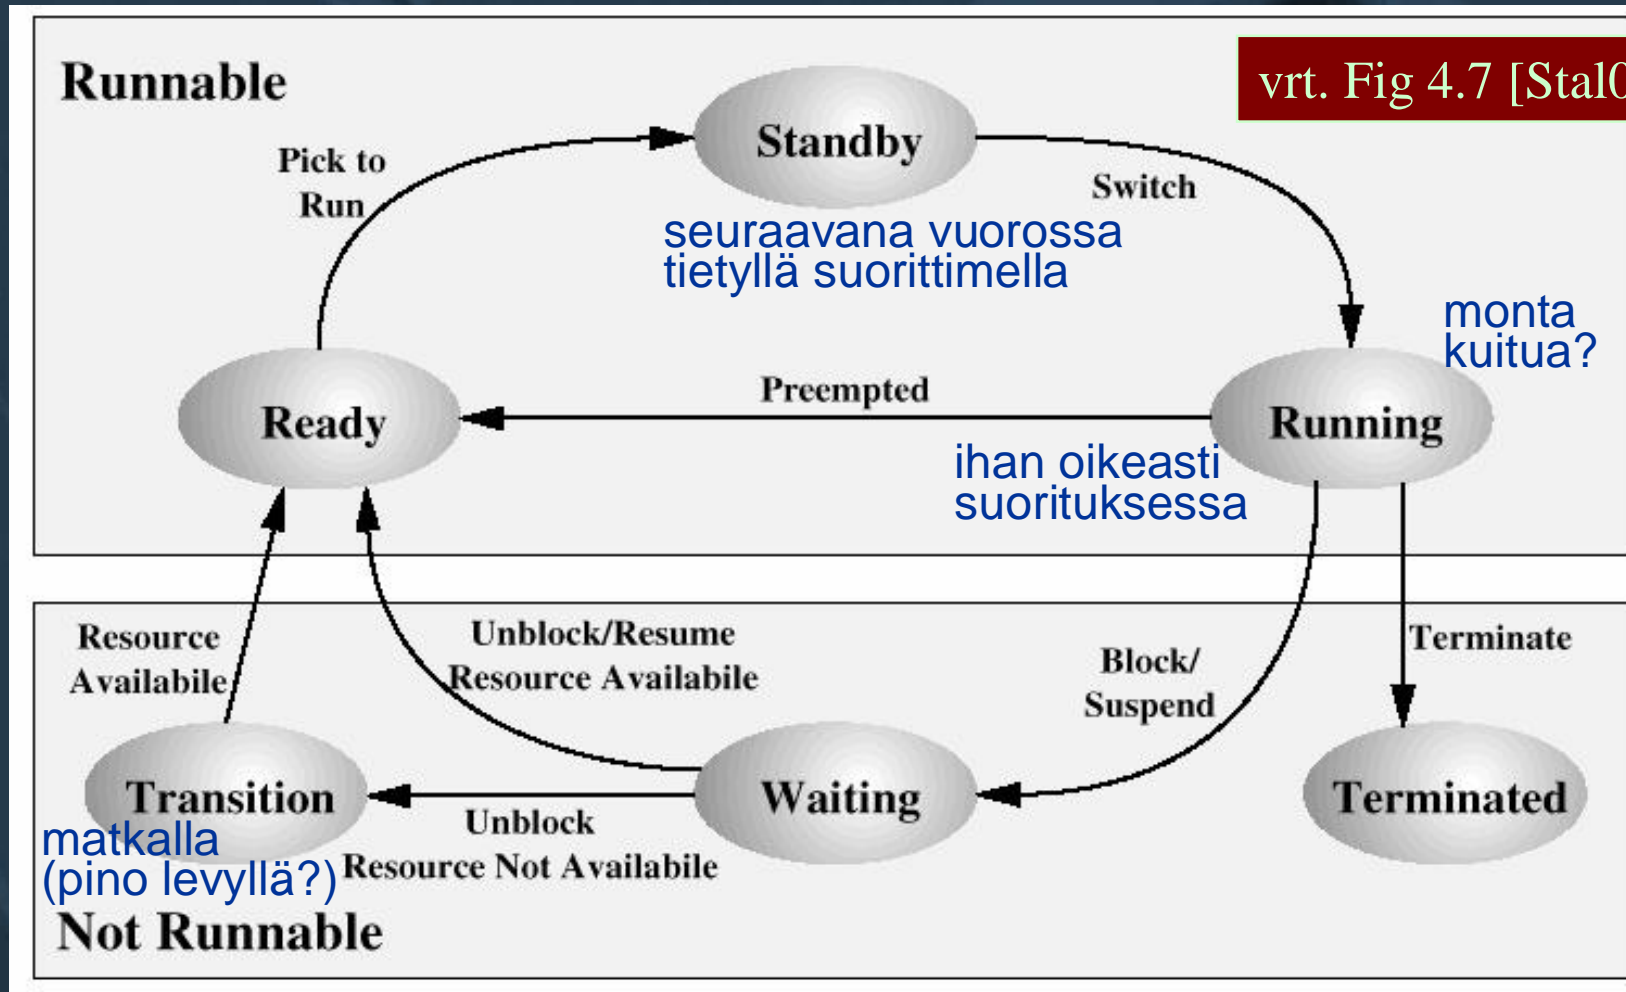 Runnable
vrt. Fig 4.7 [Stal0
Standby
Pick to
Run
Switch
seuraavana vuorossa
tietyllä suorittimella
monta
kuitua?
Preempted
Ready
Running
ihan oikeasti
suorituksessa
Resource
Availabile
Unblock/Resume
Resource Availabile
Block/
Suspend
Terminate
Transition
Waiting
Terminated
matkalla
(pino levyllä?)
Unblock
Resource Not Availabile
Not Runnable